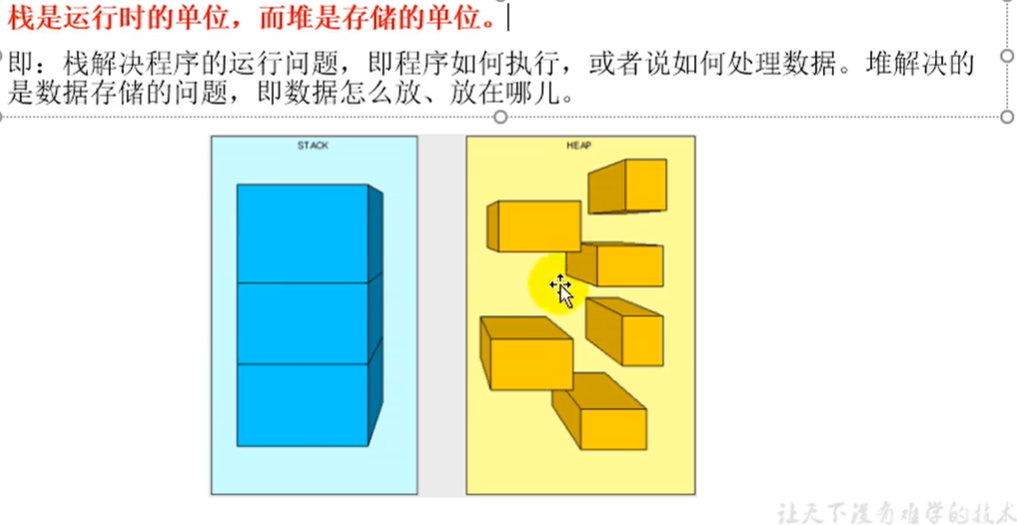 栈是运行时的单位，而堆是存储的单位。
即：栈解决程序的运行问题，即程序如何执行，或者说如何处理数据。堆解决的
是数据存储的问题，即数据怎么放、放在哪儿。
STACK
HEAP
让天下没有难学的技术